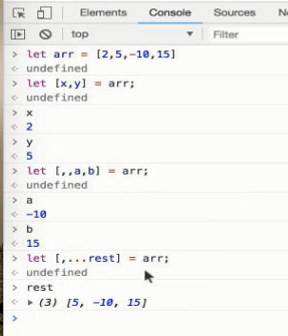 Elements Console Sources N
top ▼ Filter
> let arr = [2,5,-10,15]
< undefined
> let [x,y] = arr;
< undefined
> x
< 2
> y
< 5
> let [,,a,b] = arr;
< undefined
> a
< -10
> b
< 15
> let [,...rest] = arr;
< undefined
> rest
< ▶ (3) [5, -10, 15]
>